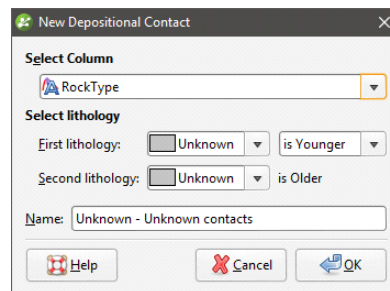 New Depositional Contact
Select Column
RockType
Select lithology
First lithology: Unknown is Younger
Second lithology: Unknown is Older
Name: Unknown - Unknown contacts
Help Cancel OK